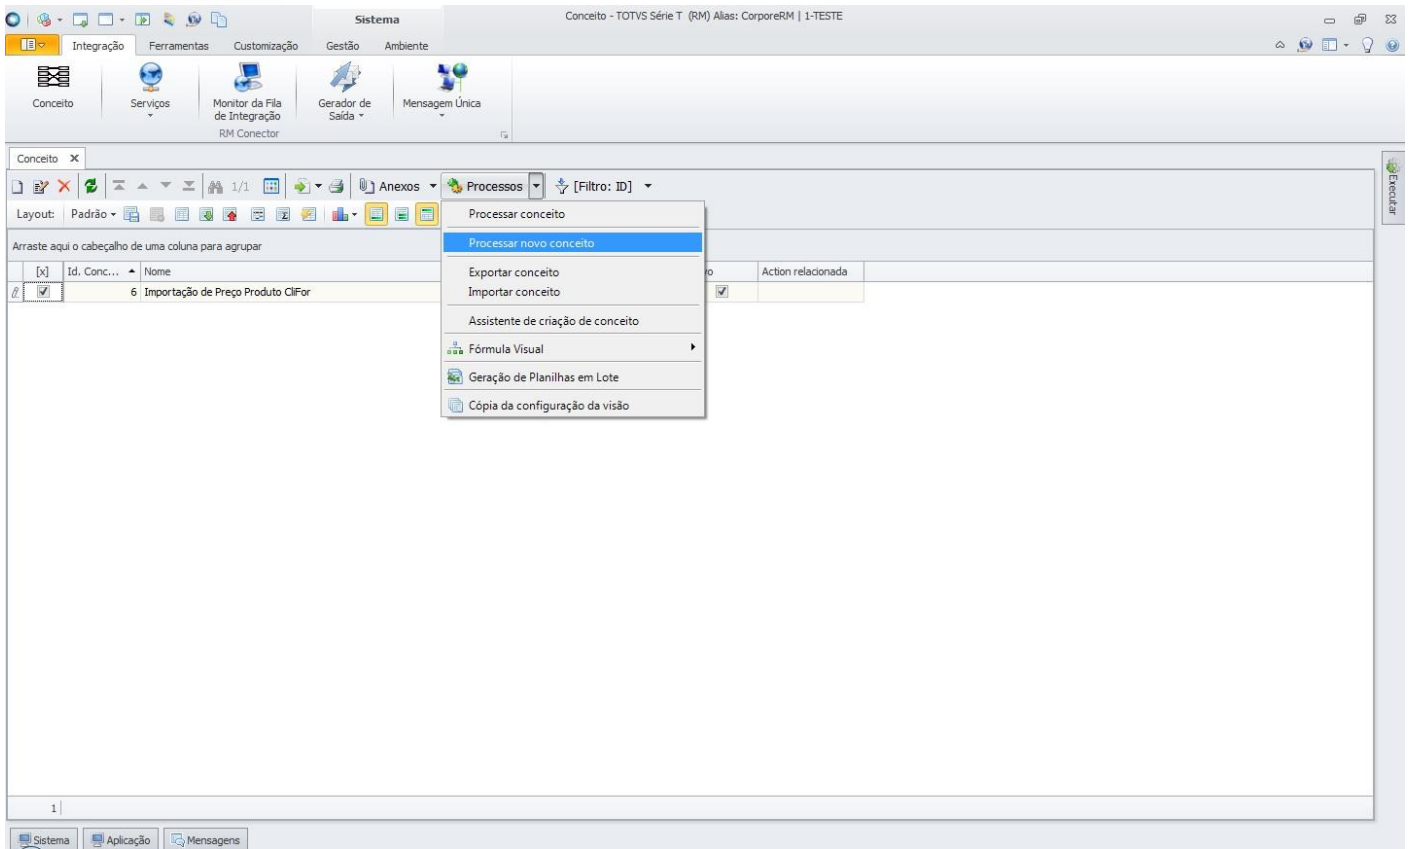 Sistema
Conceito - TOTVS Série T (RM) Alias: CorporeRM | 1-TESTE
Integração Ferramentas Customização Gestão Ambiente
Conceito Serviços Monitor da Fila de Integração Gerador de Saída Mensagem Única
RM Conector
Conceito X
1/1 Anexos Processos [Filtro: ID]
Executar
Layout: Padrão
Processar conceito
Processar novo conceito
Exportar conceito
Importar conceito
Assistente de criação de conceito
Fórmula Visual
Geração de Planilhas em Lote
Cópia da configuração da visão
Arraste aqui o cabeçalho de uma coluna para agrupar
[x] Id. Conc... Nome vo Action relacionada
6 Importação de Preço Produto CliFor
1
Sistema Aplicação Mensagens